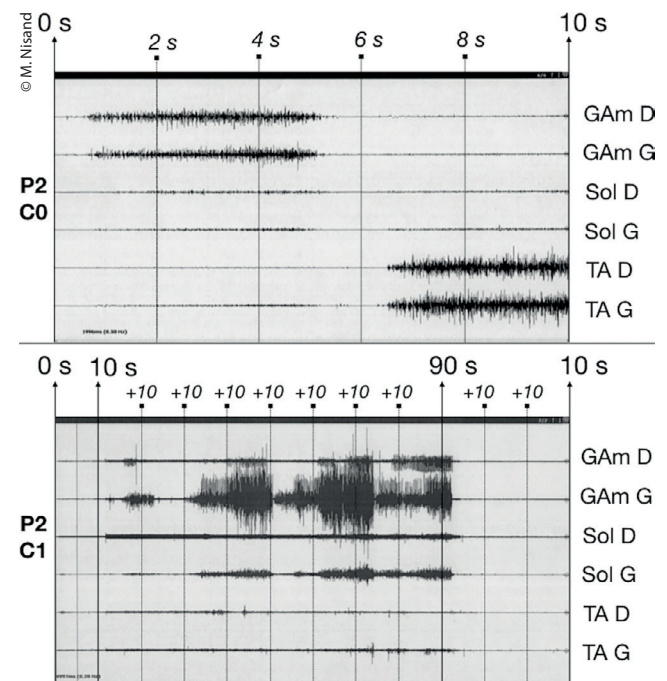 © M. Nisand
0 s
2 s
4 s
6 s
8 s
10 s
P2
C0
GAm D
GAm G
Sol D
Sol G
TA D
TA G
0 s
10 s
+10
+10
+10
+10
+10
+10
+10
90 s
+10
+10
10 s
P2
C1
GAm D
GAm G
Sol D
Sol G
TA D
TA G